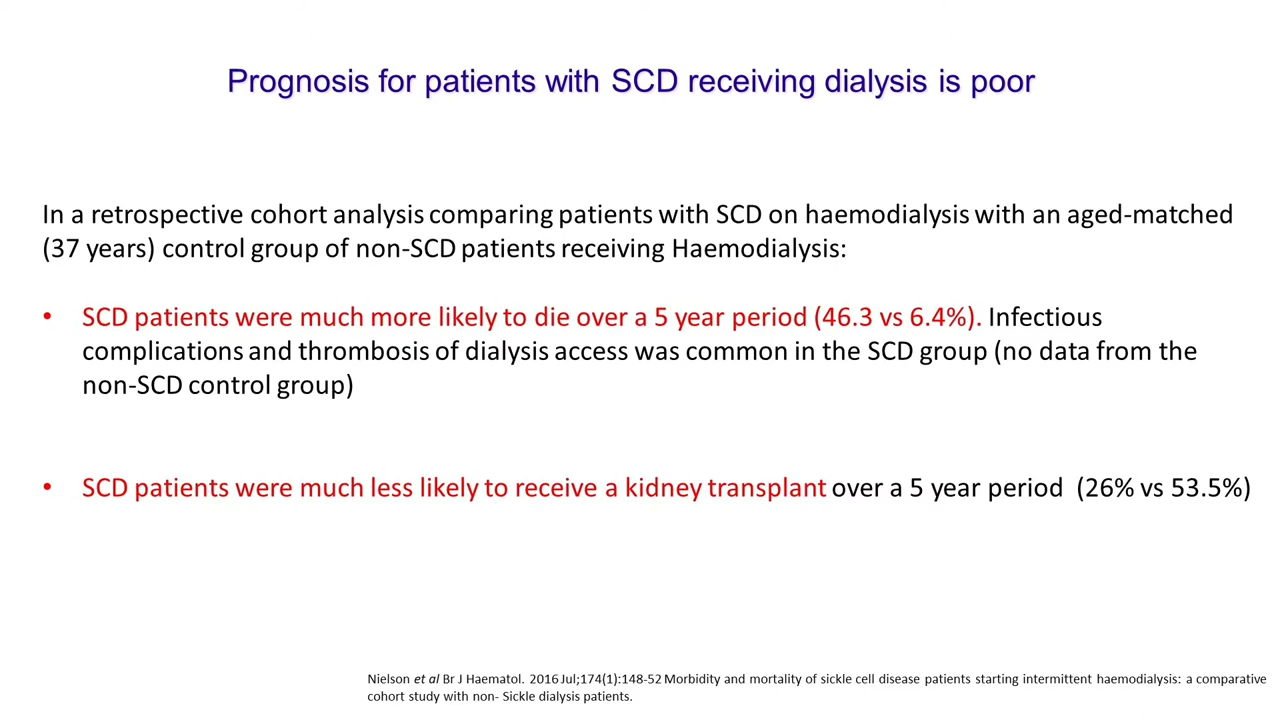 Prognosis for patients with SCD receiving dialysis is poor
In a retrospective cohort analysis comparing patients with SCD on haemodialysis with an aged-matched
(37 years) control group of non-SCD patients receiving Haemodialysis:
• SCD patients were much more likely to die over a 5 year period (46.3 vs 6.4%). Infectious
complications and thrombosis of dialysis access was common in the SCD group (no data from the
non-SCD control group)
• SCD patients were much less likely to receive a kidney transplant over a 5 year period (26% vs 53.5%)
Nielson et al Br J Haematol. 2016 Jul;174(1):148-52 Morbidity and mortality of sickle cell disease patients starting intermittent haemodialysis: a comparative
cohort study with non- Sickle dialysis patients.